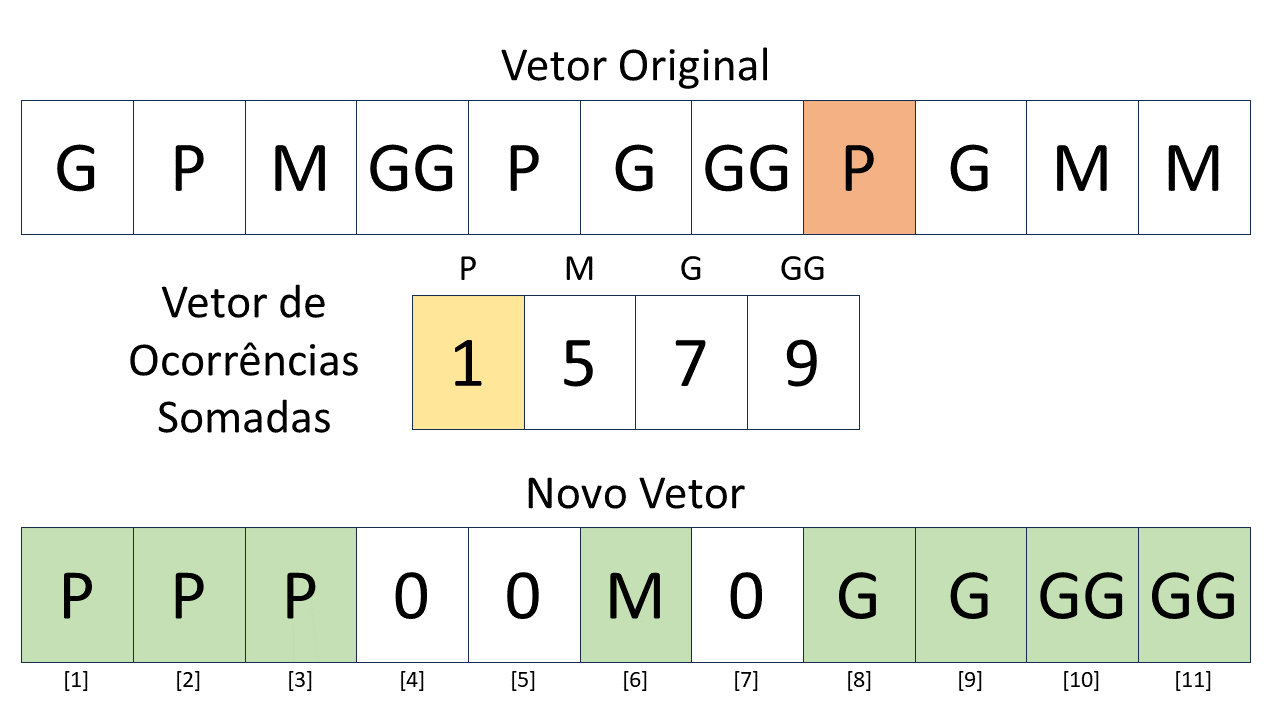 Vetor Original
G P M GG P G GG P G M M
P M G GG
Vetor de
Ocorrências
Somadas
1 5 7 9
Novo Vetor
P P P 0 0 M 0 G G GG GG
[1] [2] [3] [4] [5] [6] [7] [8] [9] [10] [11]